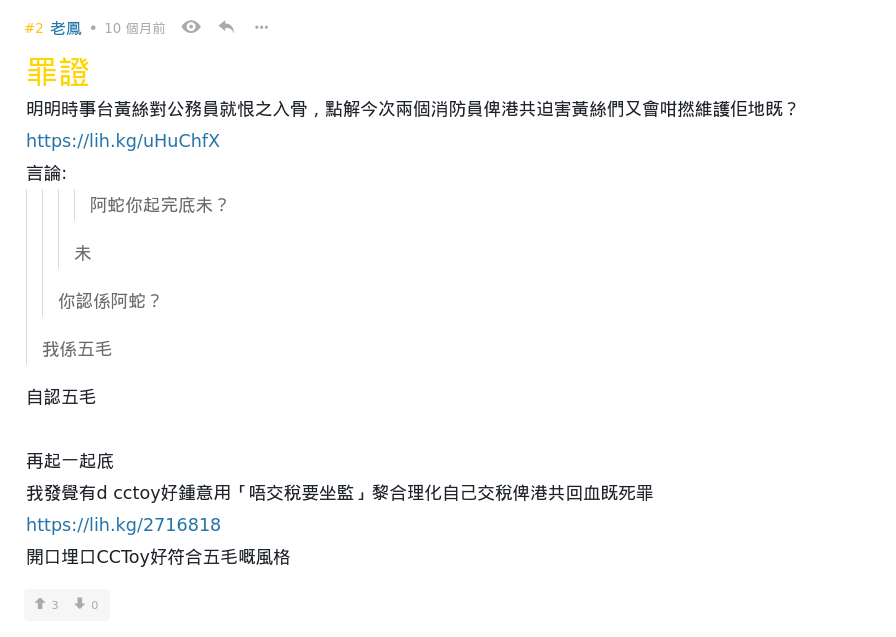 #2 老鳳 • 10 個月前
罪證
明明時事台黃絲對公務員就恨之入骨，點解今次兩個消防員俾港共迫害黃絲們又會咁撚維護佢地既？
https://lih.kg/uHuChfX
言論:
阿蛇你起完底未？
未
你認係阿蛇？
我係五毛
自認五毛
再起一起底
我發覺有d cctoy好鍾意用「唔交稅要坐監」黎合理化自己交稅俾港共回血既死罪
https://lih.kg/2716818
開口埋口CCToy好符合五毛嘅風格
3 0